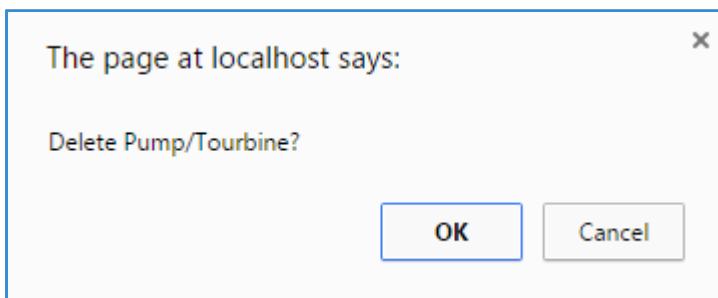 The page at localhost says:
Delete Pump/Tourbine?
OK Cancel